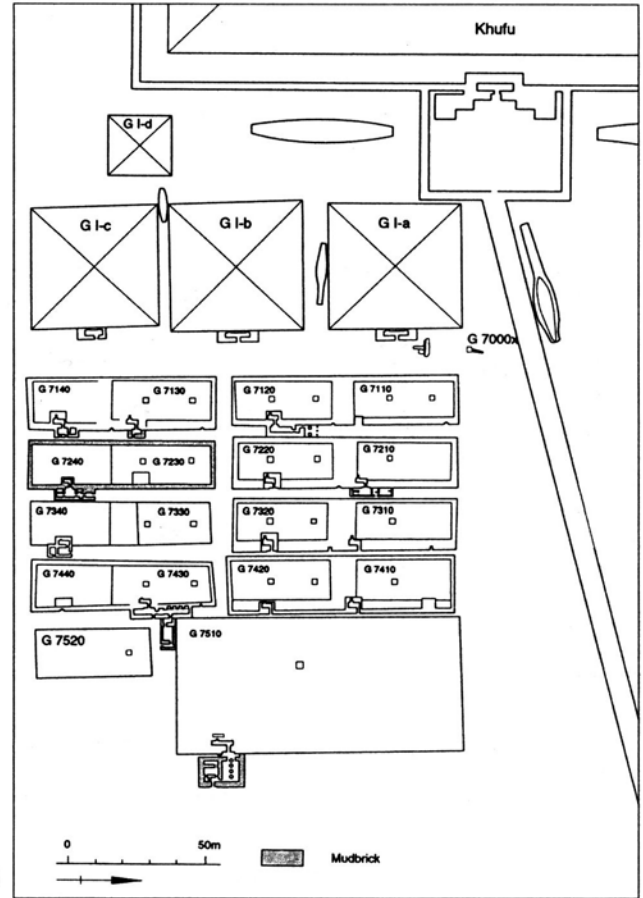 Khufu
G I-d
G I-c
G I-b
G I-a
G 7000x
G 7140
G 7130
G 7120
G 7110
G 7240
G 7230
G 7220
G 7210
G 7340
G 7330
G 7320
G 7310
G 7440
G 7430
G 7420
G 7410
G 7520
G 7510
0
50m
Mudbrick